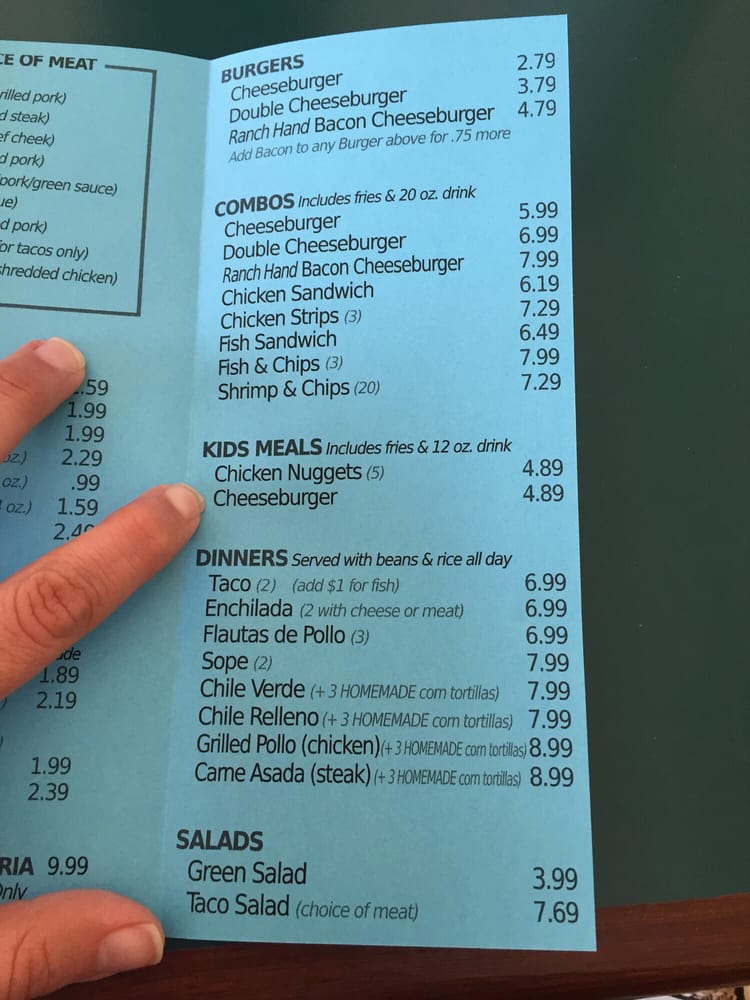 CE OF MEAT
rilled pork)
d steak)
ef cheek)
d pork)
pork/green sauce)
ue)
d pork)
or tacos only)
shredded chicken)
.59
1.99
1.99
oz.) 2.29
oz.) .99
oz.) 1.59
2.49
ade
1.89
) 2.19
)
1.99
2.39
RIA 9.99
Only
BURGERS
Cheeseburger 2.79
Double Cheeseburger 3.79
Ranch Hand Bacon Cheeseburger 4.79
Add Bacon to any Burger above for .75 more
COMBOS Includes fries & 20 oz. drink
Cheeseburger 5.99
Double Cheeseburger 6.99
Ranch Hand Bacon Cheeseburger 7.99
Chicken Sandwich 6.19
Chicken Strips (3) 7.29
Fish Sandwich 6.49
Fish & Chips (3) 7.99
Shrimp & Chips (20) 7.29
KIDS MEALS Includes fries & 12 oz. drink
Chicken Nuggets (5) 4.89
Cheeseburger 4.89
DINNERS Served with beans & rice all day
Taco (2) (add $1 for fish) 6.99
Enchilada (2 with cheese or meat) 6.99
Flautas de Pollo (3) 6.99
Sope (2) 7.99
Chile Verde (+ 3 HOMEMADE corn tortillas) 7.99
Chile Relleno (+ 3 HOMEMADE corn tortillas) 7.99
Grilled Pollo (chicken) (+ 3 HOMEMADE corn tortillas) 8.99
Carne Asada (steak) (+ 3 HOMEMADE corn tortillas) 8.99
SALADS
Green Salad 3.99
Taco Salad (choice of meat) 7.69